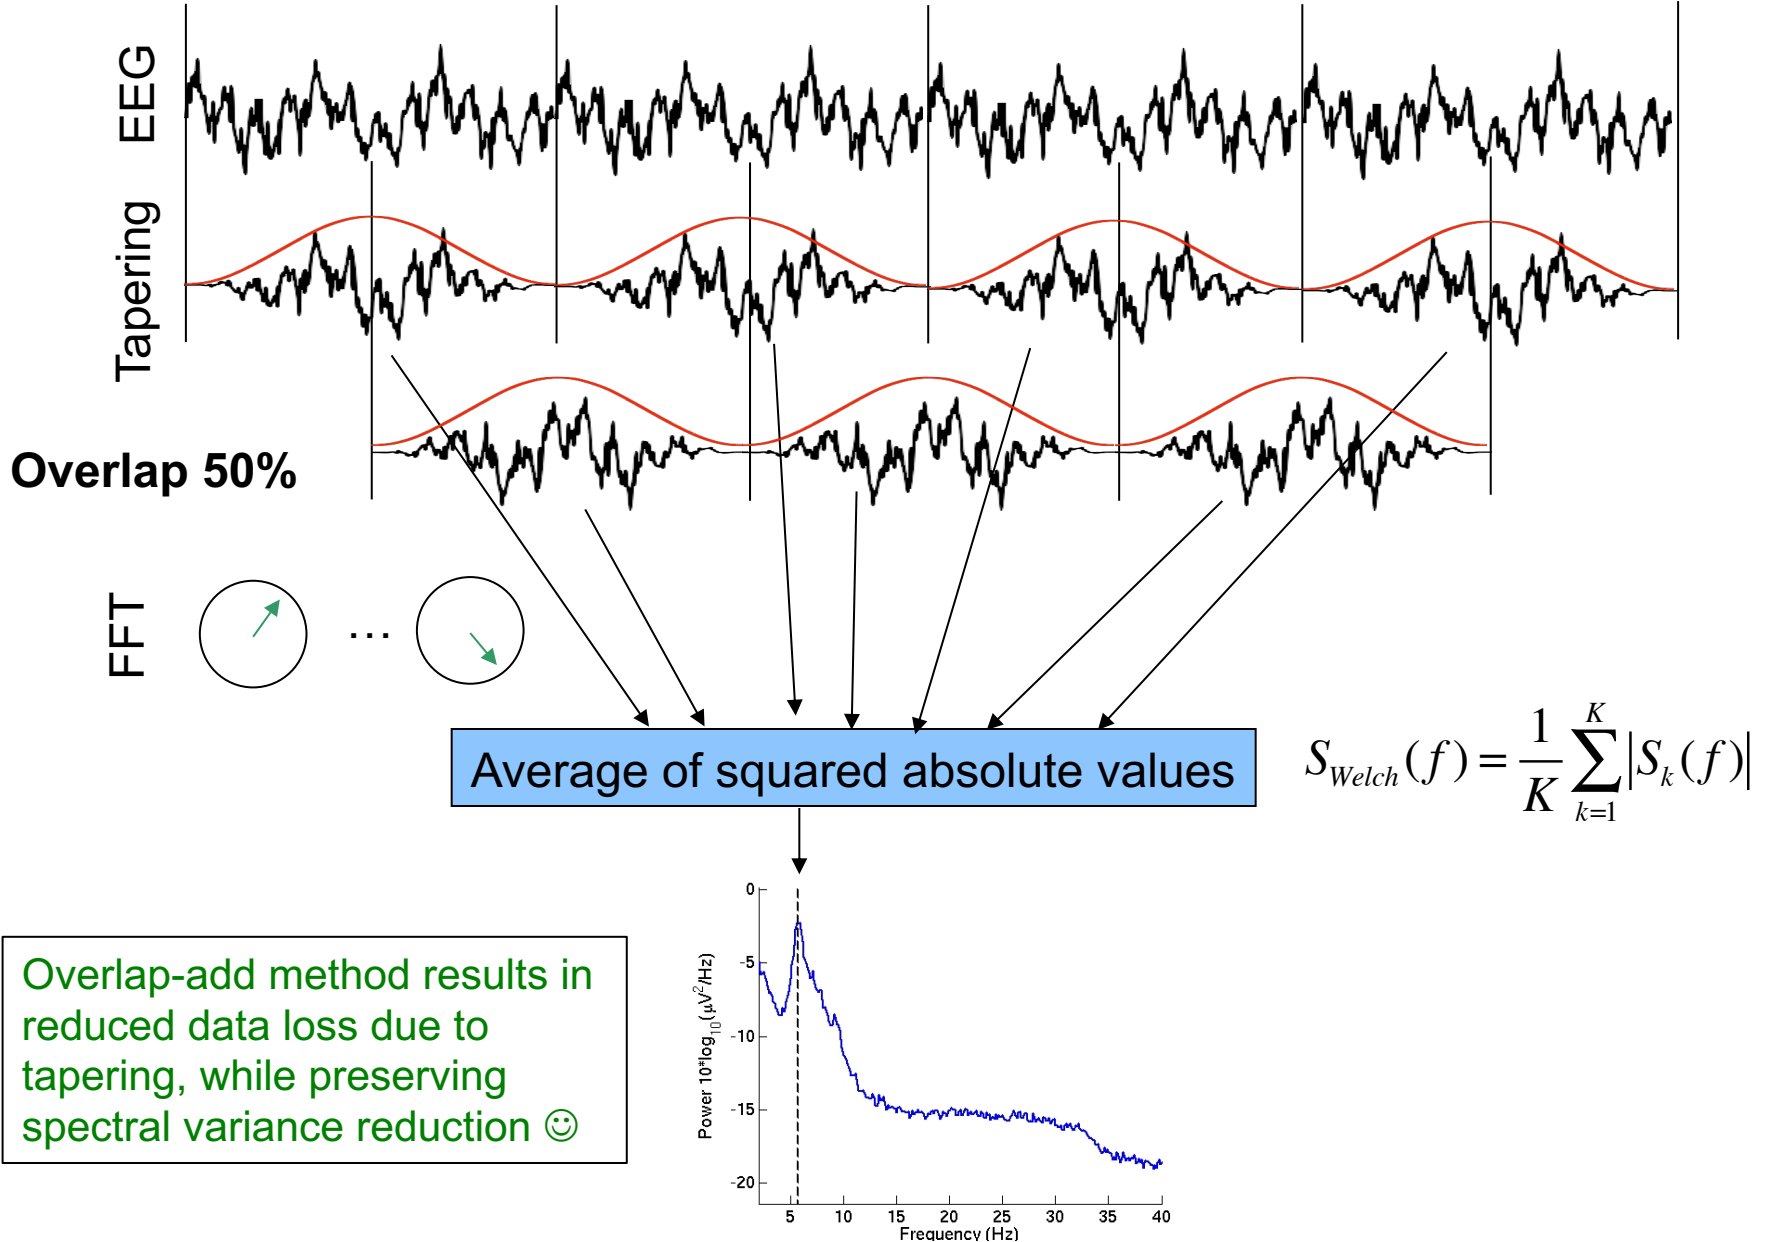 EEG
Tapering
Overlap 50%
FFT
...
Average of squared absolute values
S_Welch(f) = \frac{1}{K} \sum_{k=1}^{K} |S_k(f)|
Overlap-add method results in
reduced data loss due to
tapering, while preserving
spectral variance reduction ☺
Power 10*log₁₀(μV²/Hz)
0
-5
-10
-15
-20
5 10 15 20 25 30 35 40
Frequency (Hz)